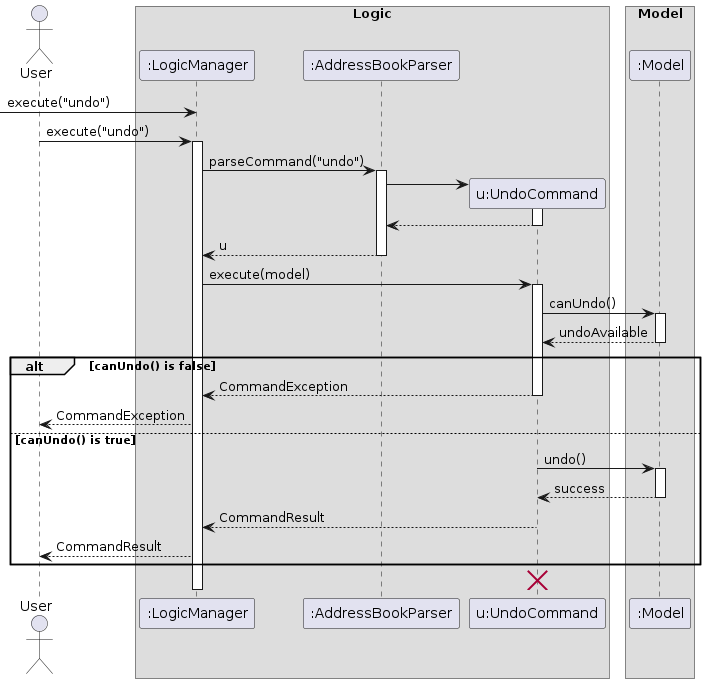 Logic
Model
User
:LogicManager
:AddressBookParser
:Model
execute("undo")
execute("undo")
parseCommand("undo")
u:UndoCommand
u
execute(model)
canUndo()
undoAvailable
alt
[canUndo() is false]
CommandException
CommandException
[canUndo() is true]
undo()
success
CommandResult
CommandResult
User
:LogicManager
:AddressBookParser
u:UndoCommand
:Model